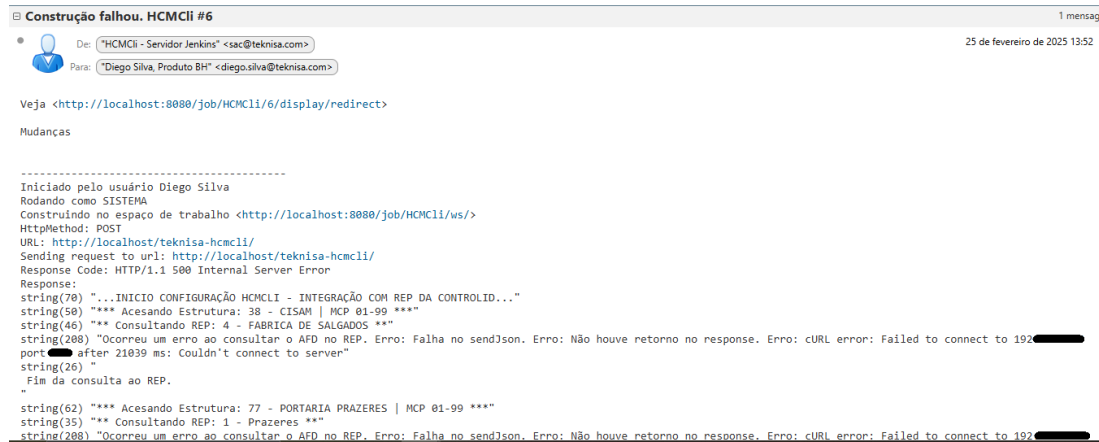 Construção falhou. HCMCli #6
1 mensag
De: "HCMCli - Servidor Jenkins" <sac@teknisa.com>
25 de fevereiro de 2025 13:52
Para: "Diego Silva, Produto BH" <diego.silva@teknisa.com>
Veja <http://localhost:8080/job/HCMCli/6/display/redirect>
Mudanças
------------------------------------------
Iniciado pelo usuário Diego Silva
Rodando como SISTEMA
Construindo no espaço de trabalho <http://localhost:8080/job/HCMCli/ws/>
HttpMethod: POST
URL: http://localhost/teknisa-hcmcli/
Sending request to url: http://localhost/teknisa-hcmcli/
Response Code: HTTP/1.1 500 Internal Server Error
Response:
string(70) "...INICIO CONFIGURAÇÃO HCMCLI - INTEGRAÇÃO COM REP DA CONTROLID..."
string(50) "*** Acesando Estrutura: 38 - CISAM | MCP 01-99 ***"
string(46) "** Consultando REP: 4 - FABRICA DE SALGADOS **"
string(208) "Ocorreu um erro ao consultar o AFD no REP. Erro: Falha no sendJson. Erro: Não houve retorno no response. Erro: cURL error: Failed to connect to 192
port after 21039 ms: Couldn't connect to server"
string(26) "
Fim da consulta ao REP.
"
string(62) "*** Acesando Estrutura: 77 - PORTARIA PRAZERES | MCP 01-99 ***"
string(35) "** Consultando REP: 1 - Prazeres **"
string(208) "Ocorreu um erro ao consultar o AFD no REP. Erro: Falha no sendJson. Erro: Não houve retorno no response. Erro: cURL error: Failed to connect to 192